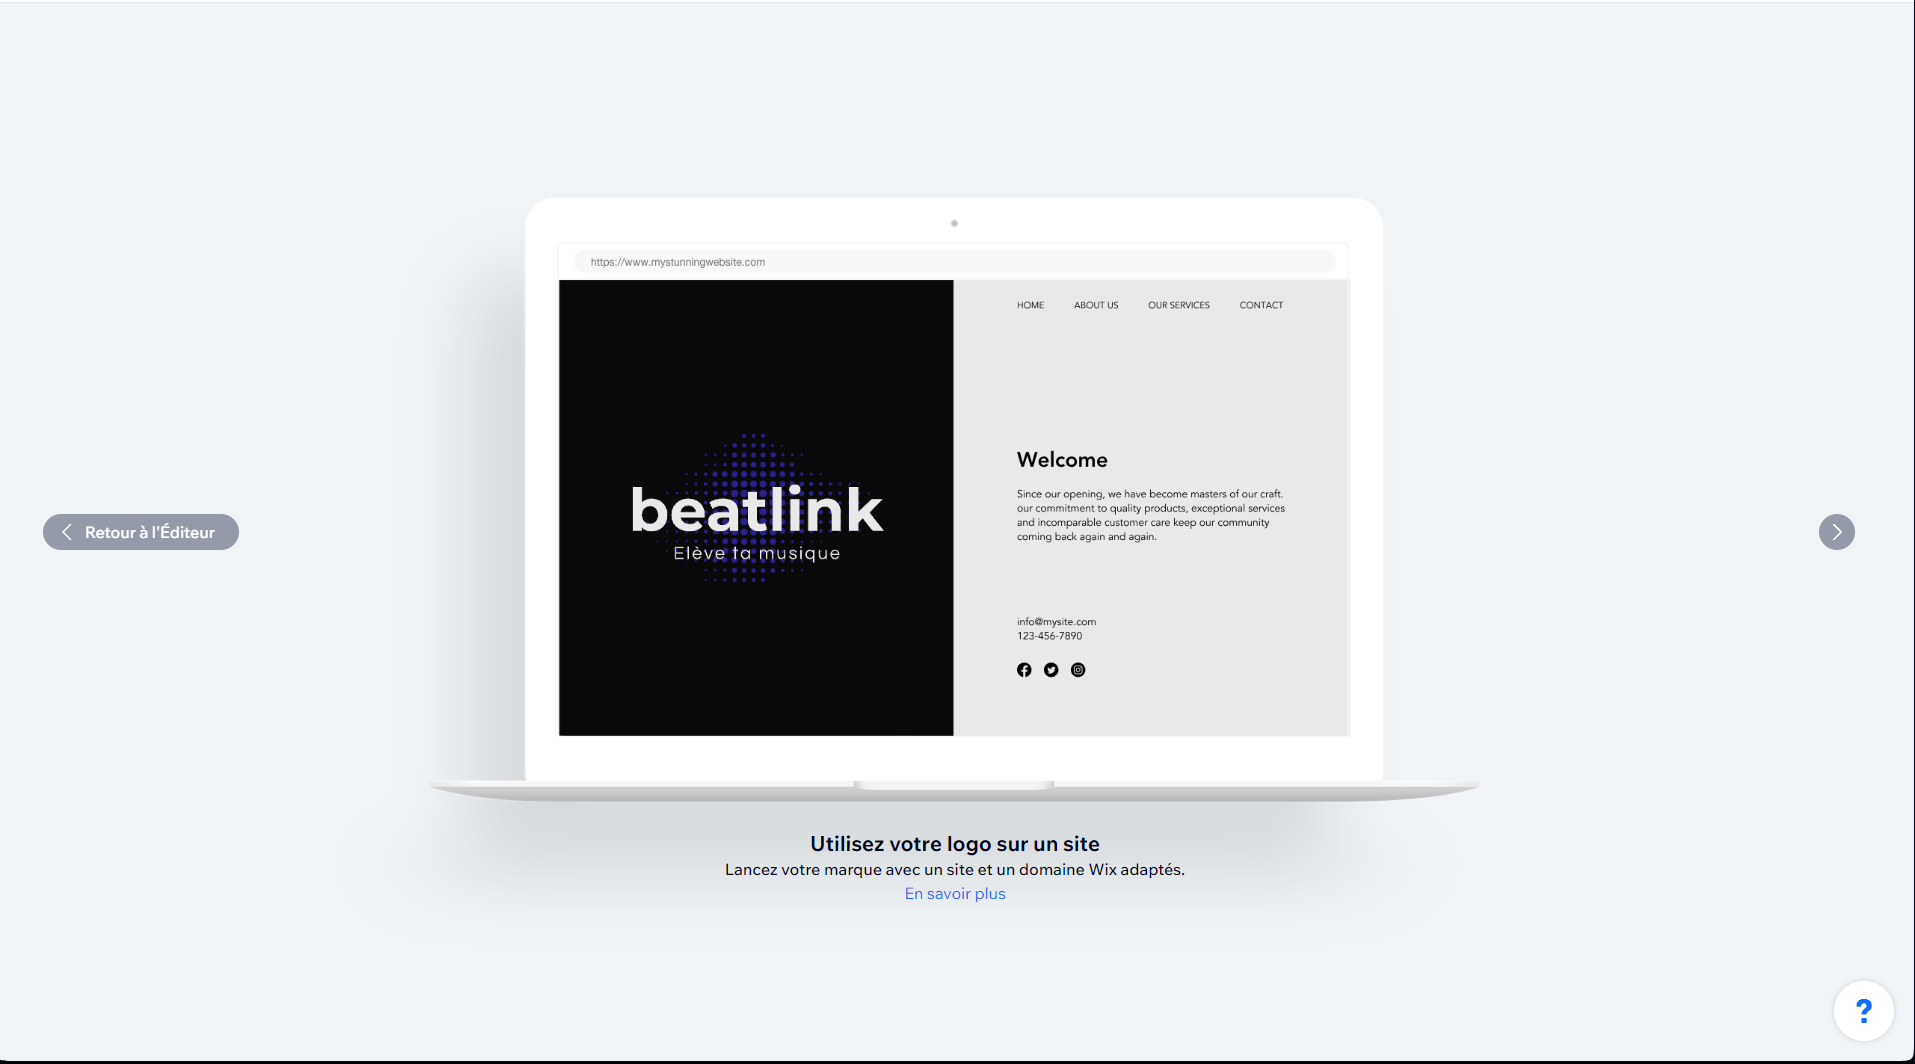 https://www.mystunningwebsite.com
HOME ABOUT US OUR SERVICES CONTACT
beatlink
Elève ta musique
Welcome
Since our opening, we have become masters of our craft.
our commitment to quality products, exceptional services
and incomparable customer care keep our community
coming back again and again.
info@mysite.com
123-456-7890
Retour à l'Éditeur
Utilisez votre logo sur un site
Lancez votre marque avec un site et un domaine Wix adaptés.
En savoir plus
?